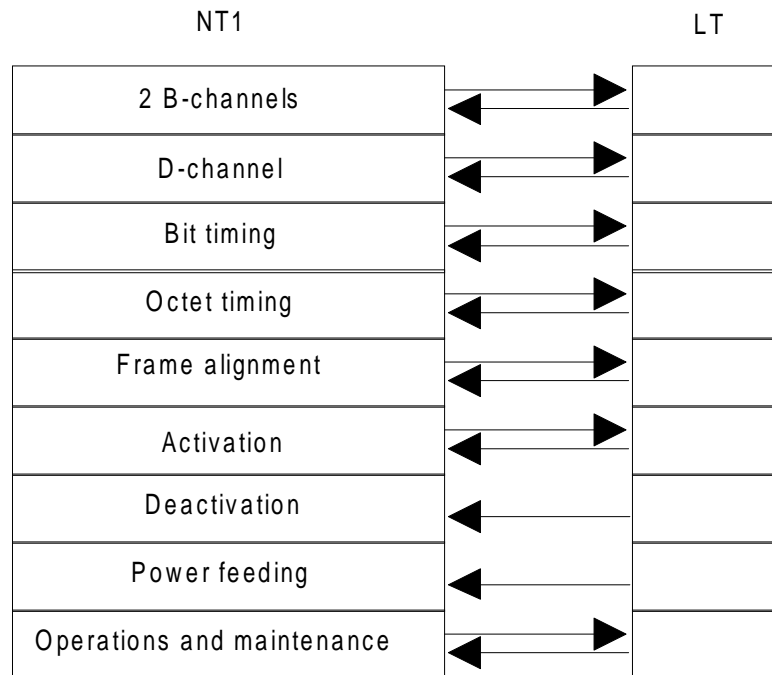 NT1 LT
2 B-channels
D-channel
Bit timing
Octet timing
Frame alignment
Activation
Deactivation
Power feeding
Operations and maintenance